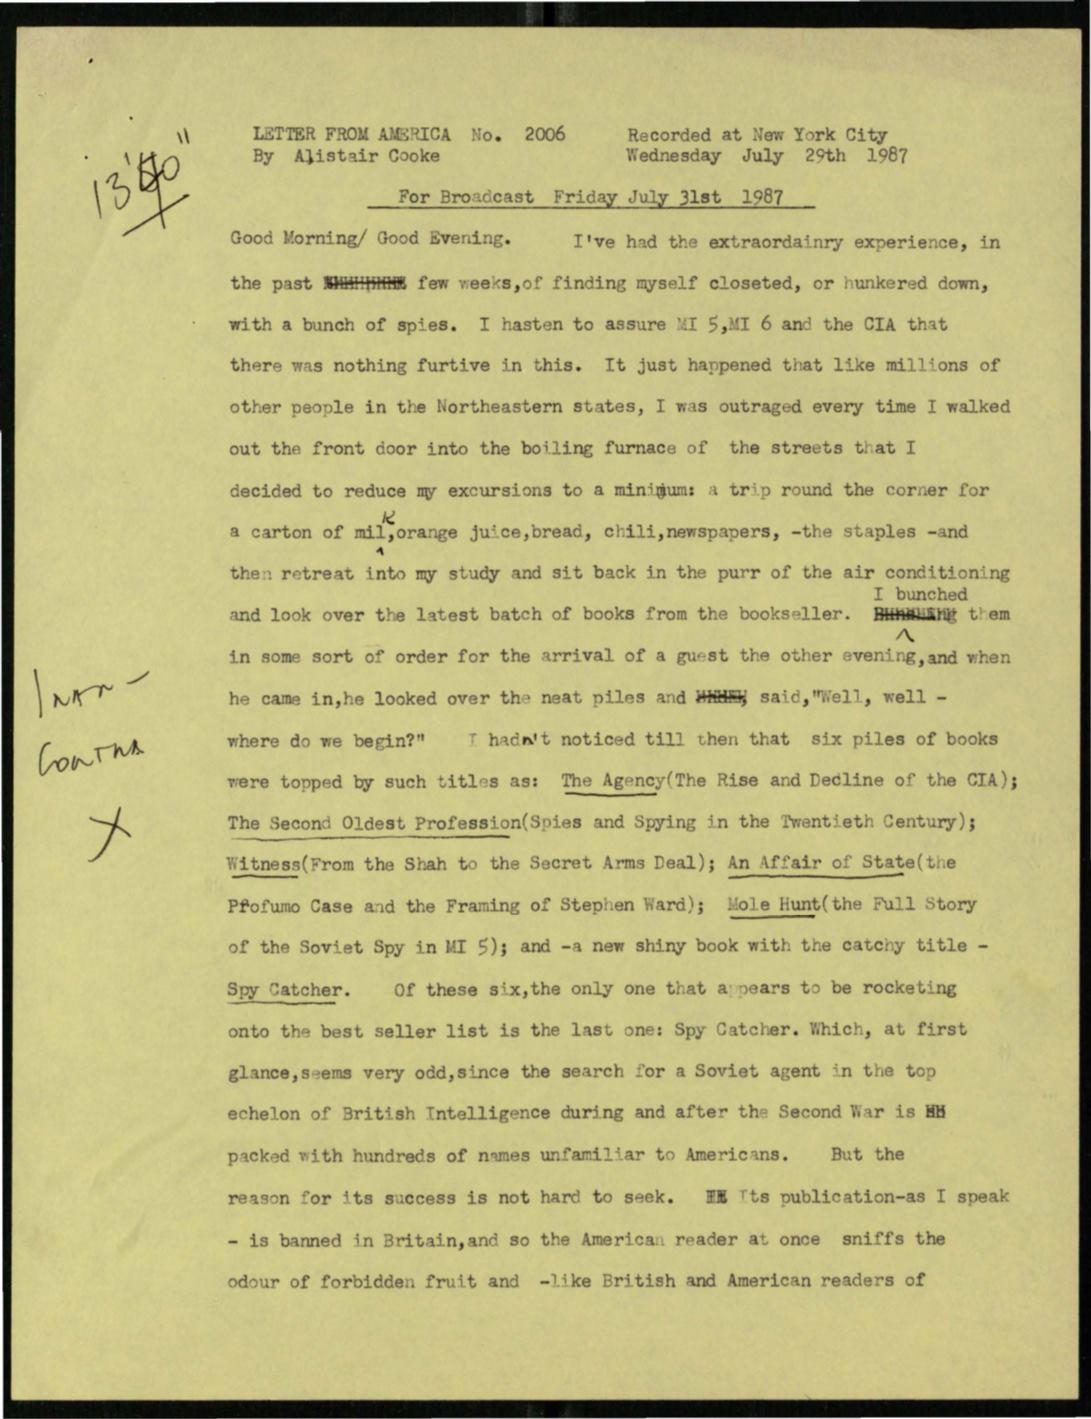 13'40"
LETTER FROM AMERICA No. 2006 Recorded at New York City
By Alistair Cooke Wednesday July 29th 1987
For Broadcast Friday July 31st 1987
Good Morning/ Good Evening. I've had the extraordainry experience, in
the past few weeks,of finding myself closeted, or hunkered down,
with a bunch of spies. I hasten to assure MI 5,MI 6 and the CIA that
there was nothing furtive in this. It just happened that like millions of
other people in the Northeastern states, I was outraged every time I walked
out the front door into the boiling furnace of the streets that I
decided to reduce my excursions to a minimum: a trip round the corner for
a carton of milk,orange juice,bread, chili,newspapers, -the staples -and
then retreat into my study and sit back in the purr of the air conditioning
and look over the latest batch of books from the bookseller. I bunched them
in some sort of order for the arrival of a guest the other evening,and when
he came in,he looked over the neat piles and said,"Well, well -
where do we begin?" I hadn't noticed till then that six piles of books
were topped by such titles as: The Agency(The Rise and Decline of the CIA);
The Second Oldest Profession(Spies and Spying in the Twentieth Century);
Witness(From the Shah to the Secret Arms Deal); An Affair of State(the
Profumo Case and the Framing of Stephen Ward); Mole Hunt(the Full Story
of the Soviet Spy in MI 5); and -a new shiny book with the catchy title -
Spy Catcher. Of these six,the only one that appears to be rocketing
onto the best seller list is the last one: Spy Catcher. Which, at first
glance,seems very odd,since the search for a Soviet agent in the top
echelon of British Intelligence during and after the Second War is
packed with hundreds of names unfamiliar to Americans. But the
reason for its success is not hard to seek. Its publication-as I speak
- is banned in Britain,and so the American reader at once sniffs the
odour of forbidden fruit and -like British and American readers of
IRAN -
CONTRA
X